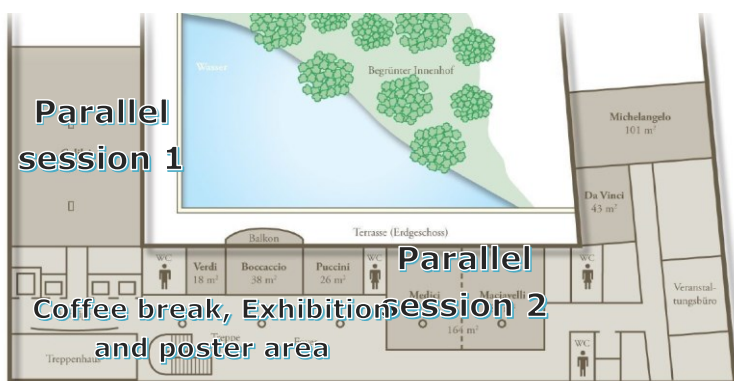 Wasser
Begrünter Innenhof
Michelangelo
101 m²
Parallel
session 1
Da Vinci
43 m²
Terrasse (Erdgeschoss)
Balkon
WC
Verdi
18 m²
Boccaccio
38 m²
Puccini
26 m²
WC
Parallel
session 2
Medici
Maciavelli
164 m²
WC
Veranstal-
tungsbüro
Coffee break, Exhibition
and poster area
Treppe
Treppenhaus
WC